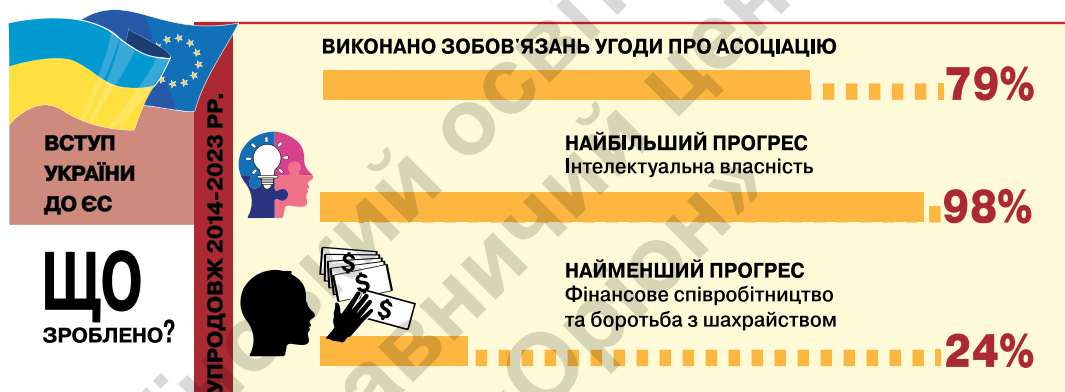 ВСТУП
УКРАЇНИ
ДО ЄС
ЩО
ЗРОБЛЕНО?
УПРОДОВЖ 2014–2023 РР.
ВИКОНАНО ЗОБОВ'ЯЗАНЬ УГОДИ ПРО АСОЦІАЦІЮ
79%
НАЙБІЛЬШИЙ ПРОГРЕС
Інтелектуальна власність
98%
НАЙМЕНШИЙ ПРОГРЕС
Фінансове співробітництво
та боротьба з шахрайством
24%
$
$
$